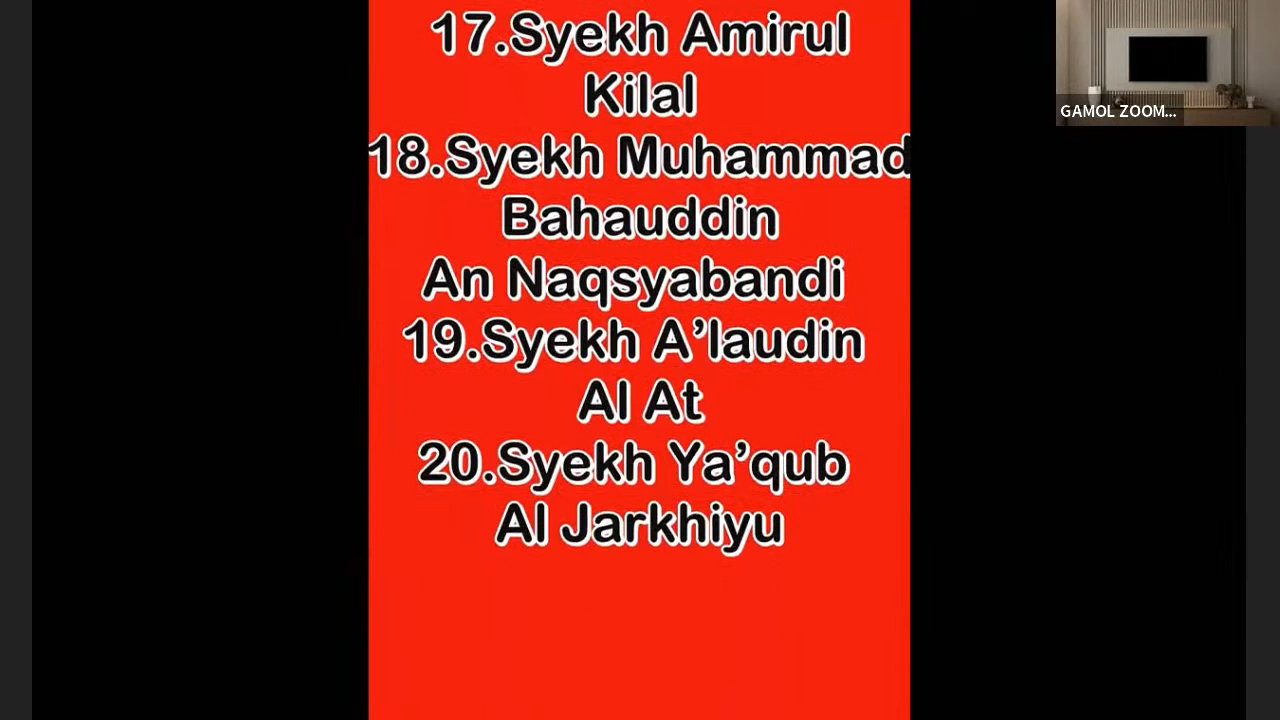 17.Syekh Amirul
Kilal
18.Syekh Muhammad
Bahauddin
An Naqsyabandi
19.Syekh A’laudin
Al At
20.Syekh Ya’qub
Al Jarkhiyu
GAMOL ZOOM...